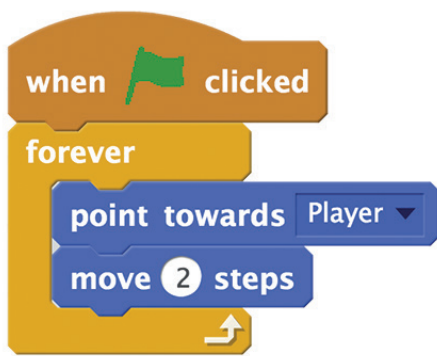 when clicked
forever
point towards Player
move 2 steps